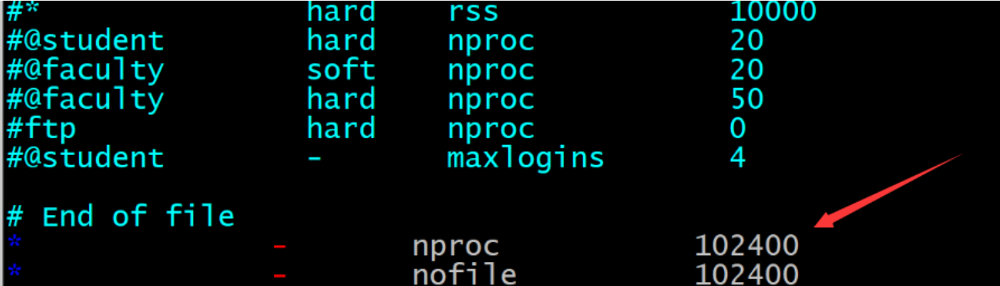 #* hard rss 10000
#@student hard nproc 20
#@faculty soft nproc 20
#@faculty hard nproc 50
#ftp hard nproc 0
#@student - maxlogins 4
# End of file
* - nproc 102400
* - nofile 102400